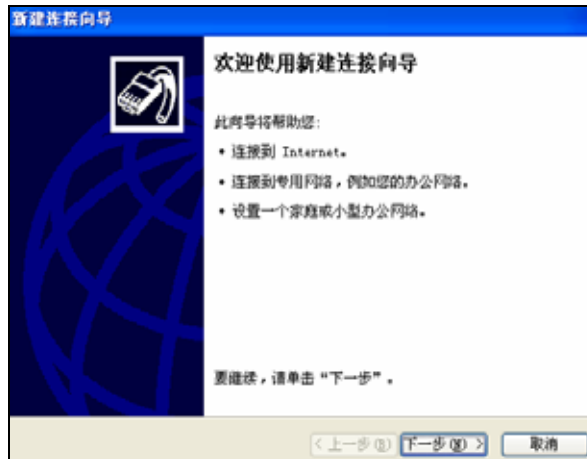 新建连接向导
欢迎使用新建连接向导
此向导将帮助您:
• 连接到 Internet。
• 连接到专用网络，例如您的办公网络。
• 设置一个家庭或小型办公网络。
要继续，请单击“下一步”。
< 上一步(B) 下一步(N) > 取消